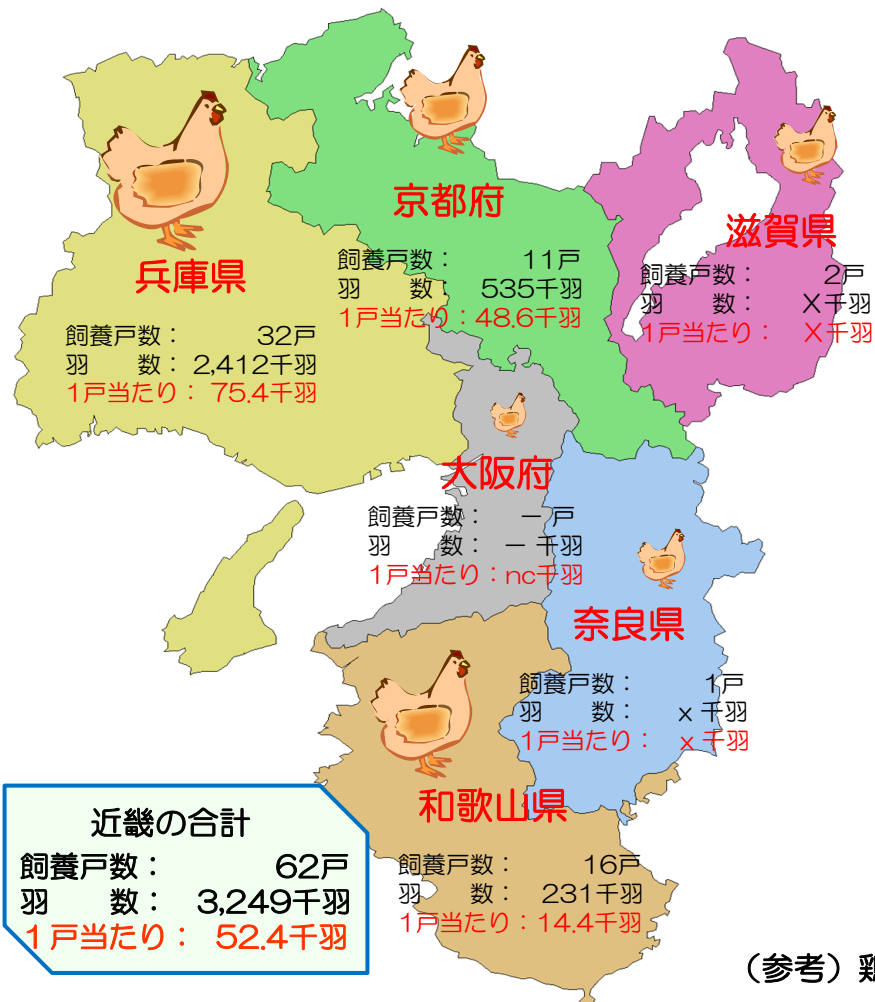 京都府
飼養戸数： 11戸
羽　　数： 535千羽
1戸当たり：48.6千羽
滋賀県
飼養戸数： 2戸
羽　　数： X千羽
1戸当たり： X千羽
兵庫県
飼養戸数： 32戸
羽　　数： 2,412千羽
1戸当たり： 75.4千羽
大阪府
飼養戸数： －戸
羽　　数： －千羽
1戸当たり：nc千羽
奈良県
飼養戸数： 1戸
羽　　数： x千羽
1戸当たり： x千羽
和歌山県
飼養戸数： 16戸
羽　　数： 231千羽
1戸当たり：14.4千羽
近畿の合計
飼養戸数： 62戸
羽　　数： 3,249千羽
1戸当たり： 52.4千羽
（参考）鶏